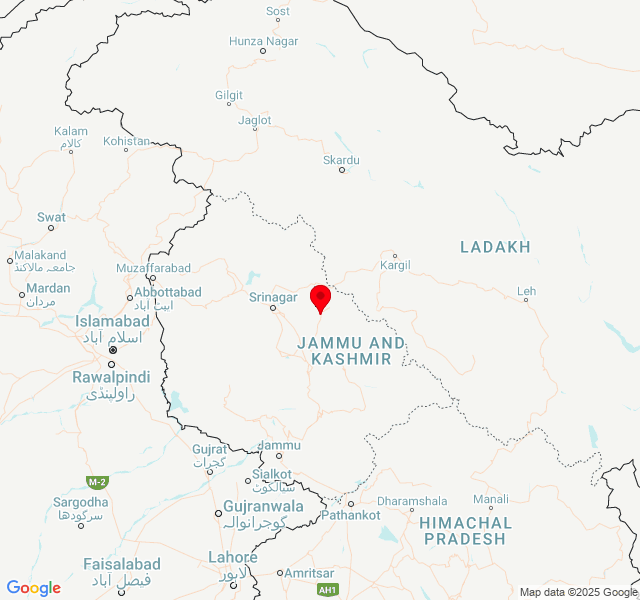 Sost
Hunza Nagar
Gilgit
Jaglot
Kalam
كالام
Kohistan
Skardu
Swat
LADAKH
Malakand
جامعہ مالاکنڈ
Muzaffarabad
Kargil
Mardan
مردان
Abbottabad
ایبٹ آباد
Srinagar
Leh
Islamabad
اسلام آباد
JAMMU AND
KASHMIR
Rawalpindi
راولپنڈی
Jammu
Gujrat
گجرات
Sialkot
سیالکوٹ
M-2
Sargodha
سرگودھا
Gujranwala
گوجرانوالہ
Pathankot
Dharamshala
Manali
HIMACHAL
PRADESH
Faisalabad
فیصل آباد
Lahore
لاہور
Amritsar
AH1
Google
Map data ©2025 Google